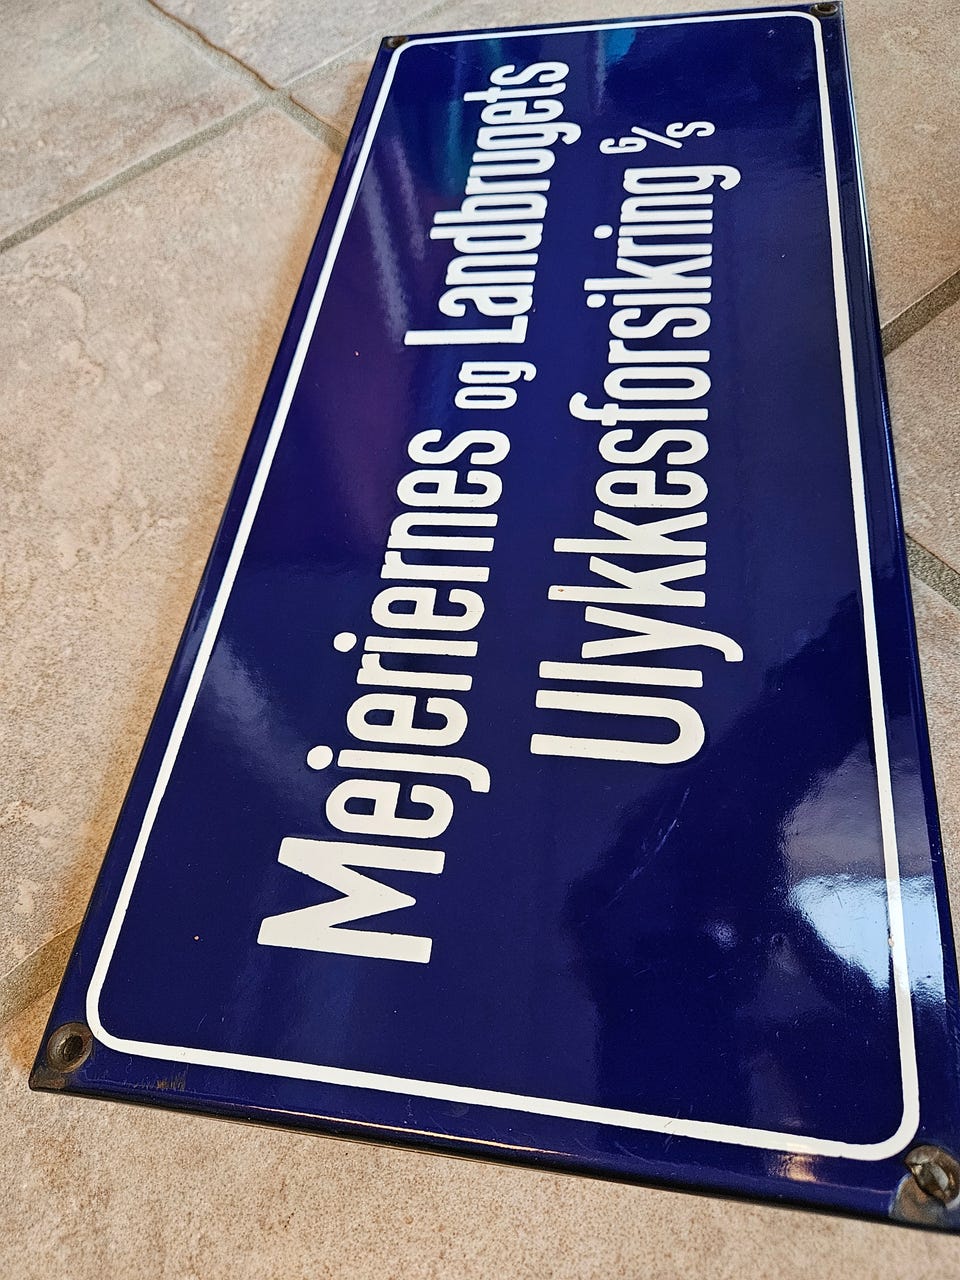 Mejeriernes og Landbrugets
Ulykkesforsikring G/S